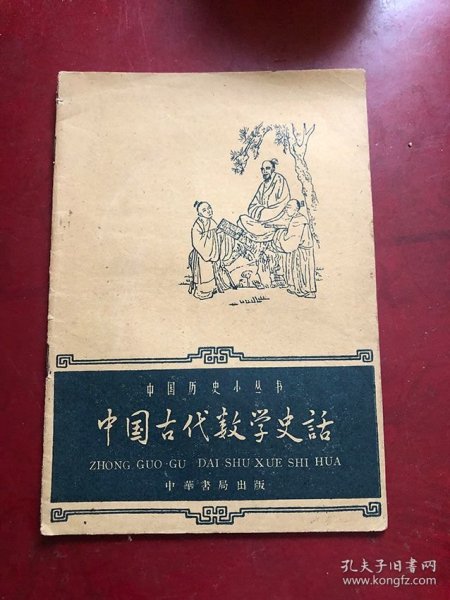 中国历史小丛书
中国古代数学史話
ZHONG GUO GU DAI SHU XUE SHI HUA
中華書局出版
孔夫子旧书网
www.kongfz.com